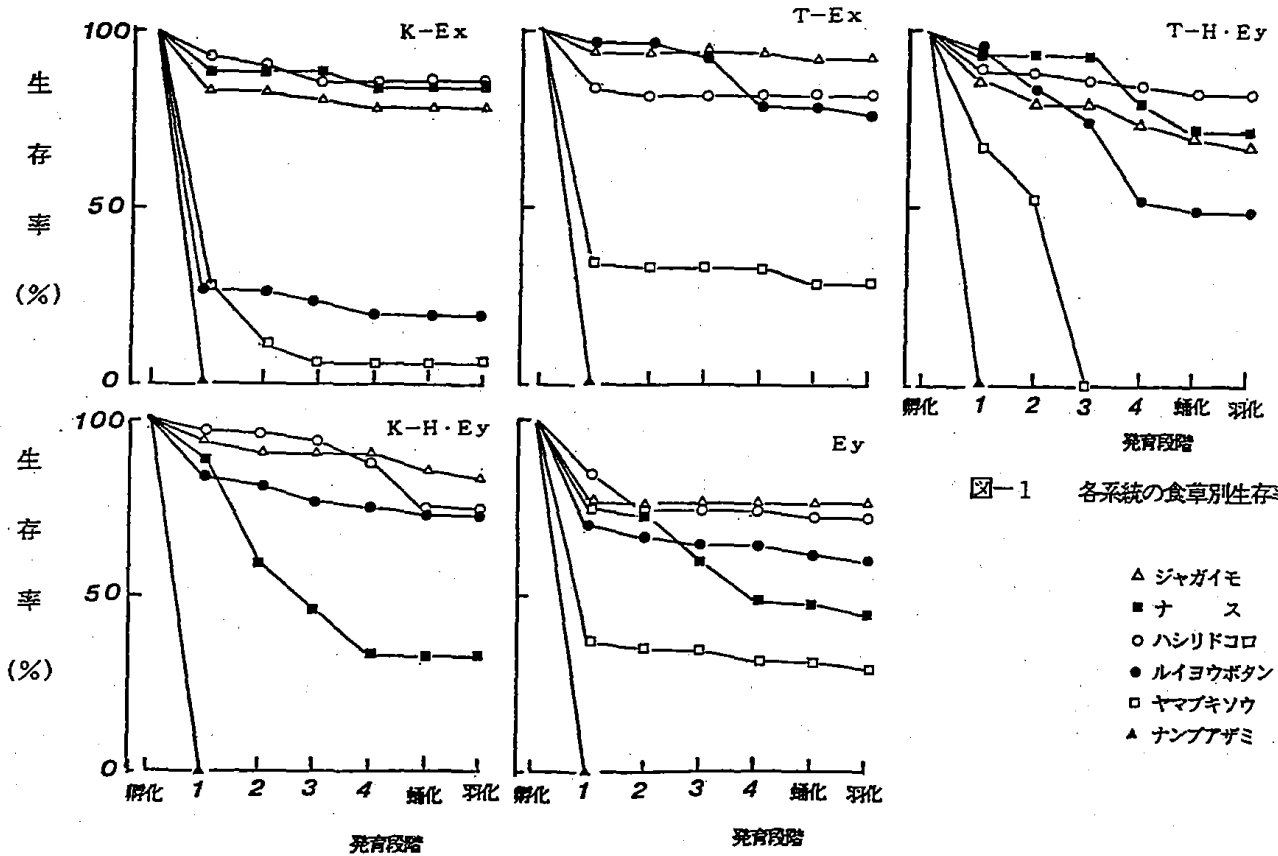 K-Ex
T-Ex
T-H・Ey
100
50
0
生
存
率
(%)
孵化 1 2 3 4 蛹化 羽化
発育段階
K-H・Ey
Ey
100
50
0
生
存
率
(%)
孵化 1 2 3 4 蛹化 羽化
発育段階
孵化 1 2 3 4 蛹化 羽化
発育段階
図-1 各系統の食草別生存率
△ ジャガイモ
■ ナス
○ ハシリドコロ
● ルイヨウボタン
□ ヤマブキソウ
▲ ナンブアザミ